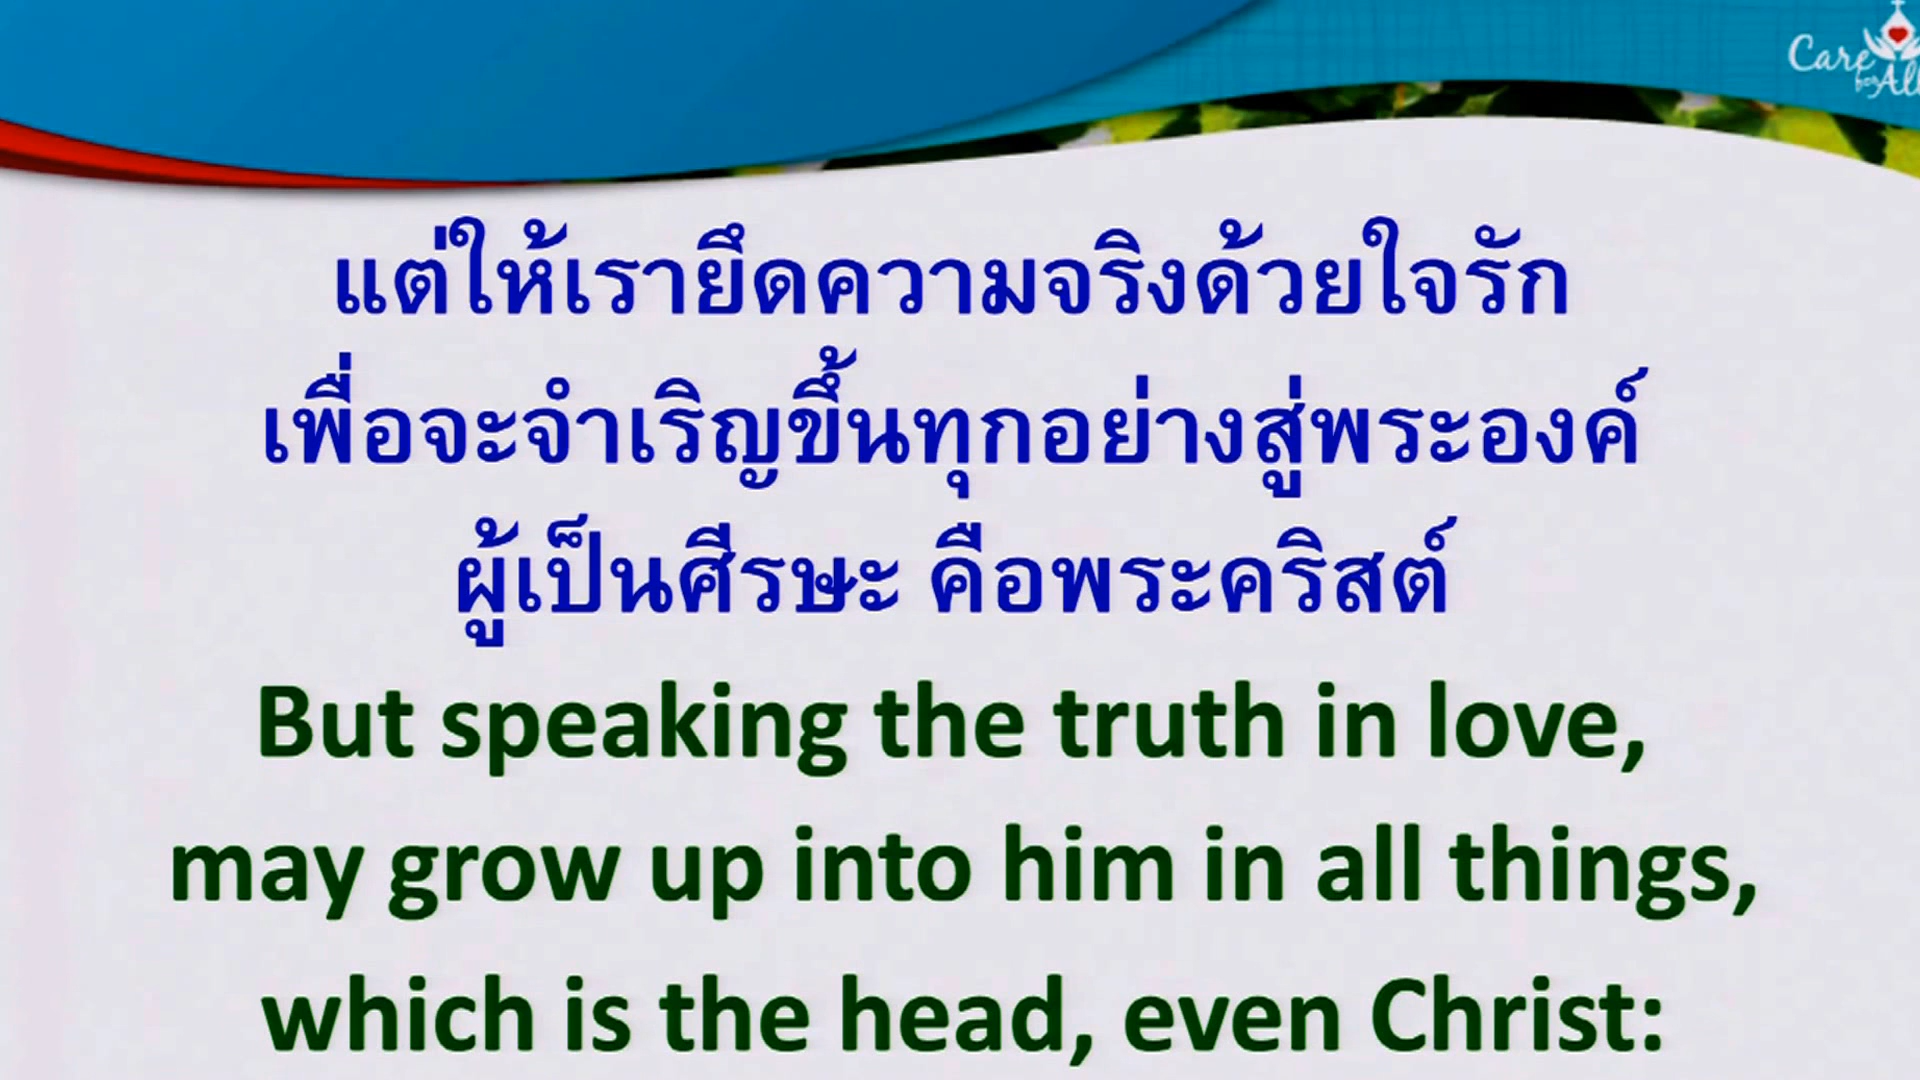 Care
for All
แต่ให้เรายึดความจริงด้วยใจรัก
เพื่อจะจำเริญขึ้นทุกอย่างสู่พระองค์
ผู้เป็นศีรษะ คือพระคริสต์
But speaking the truth in love,
may grow up into him in all things,
which is the head, even Christ: